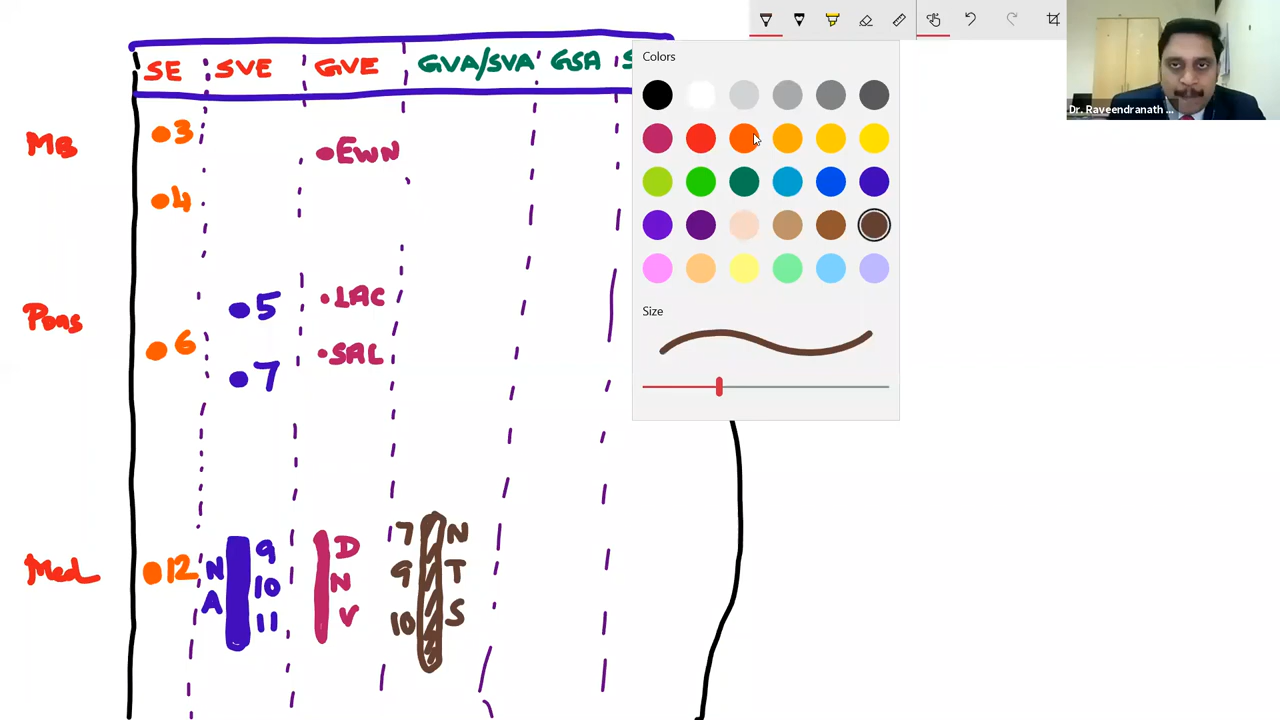 SE SVE GVE GVA/SVA GSA S
Colors
Dr. Raveendranath ...
MB 3 EWN
4
Pons 5 LAC
6 7 SAL
Size
Med 12 N A 9 10 11 D N V 7 9 10 N T S